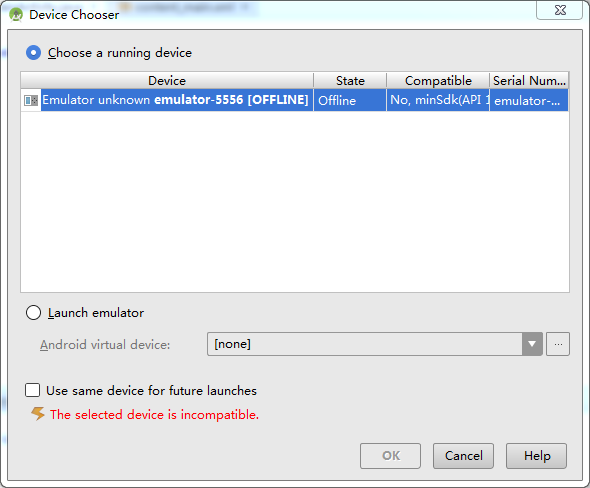 Device Chooser
Choose a running device
Device State Compatible Serial Num...
Emulator unknown emulator-5556 [OFFLINE] Offline No, minSdk(API 1 emulator-...
Launch emulator
Android virtual device: [none] ...
Use same device for future launches
The selected device is incompatible.
OK Cancel Help